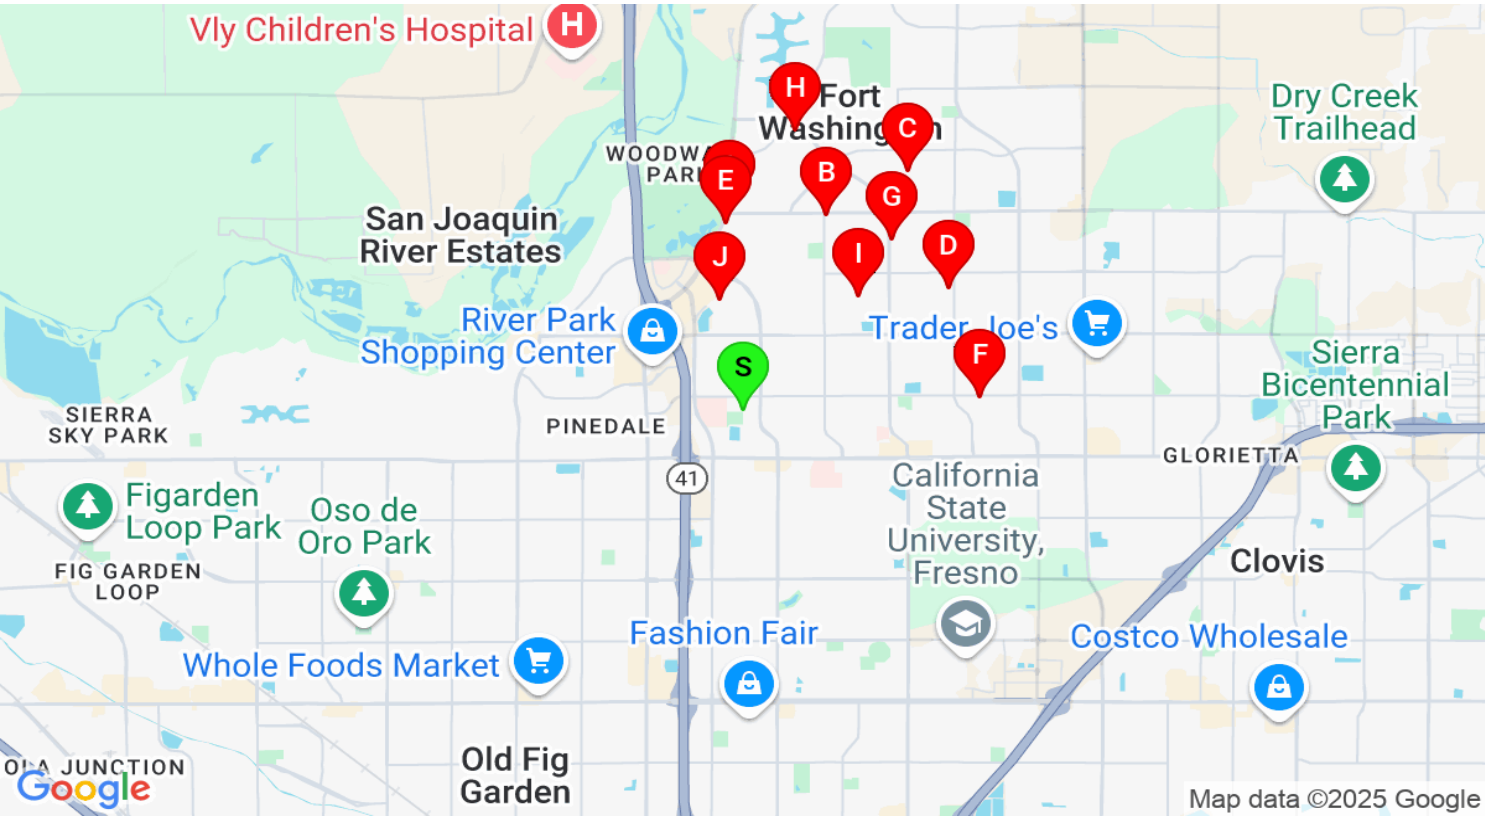 Vly Children's Hospital
H
H
Fort
Washing n
C
Dry Creek
Trailhead
WOODWA
PAR
E
B
G
San Joaquin
River Estates
J
I
D
River Park
Shopping Center
Trader Joe's
F
S
Sierra
Bicentennial
Park
SIERRA
SKY PARK
PINEDALE
GLORIETTA
41
California
State
University,
Fresno
Figarden
Loop Park
Oso de
Oro Park
FIG GARDEN
LOOP
Clovis
Fashion Fair
Costco Wholesale
Whole Foods Market
Old Fig
Garden
JUNCTION
Google
Map data ©2025 Google